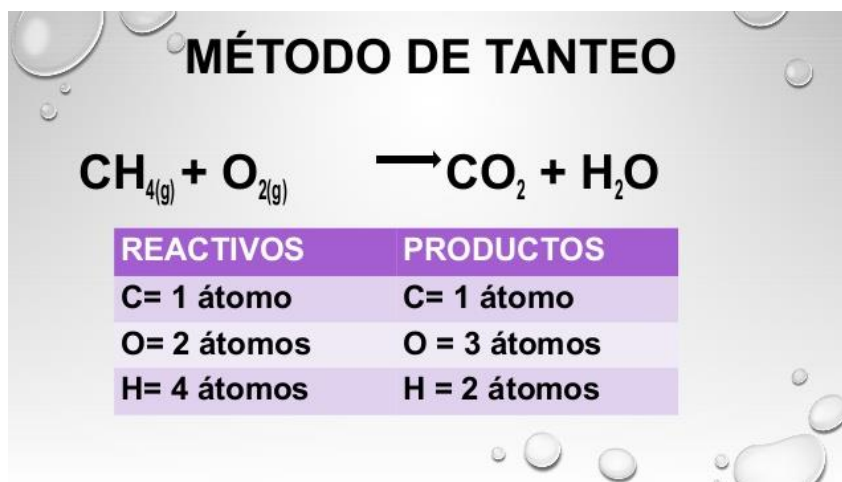 MÉTODO DE TANTEO
CH4(g) + O2(g) → CO2 + H2O
REACTIVOS PRODUCTOS
C= 1 átomo C= 1 átomo
O= 2 átomos O = 3 átomos
H= 4 átomos H = 2 átomos